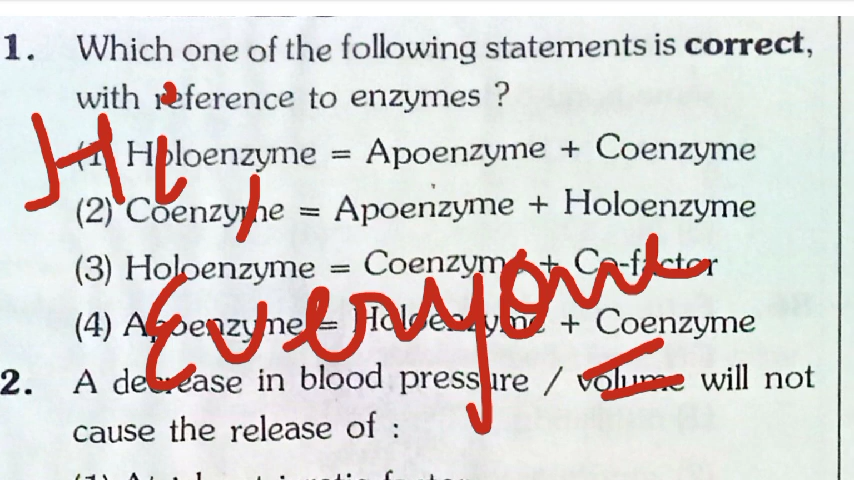 1. Which one of the following statements is correct,
with reference to enzymes ?
(1) Holoenzyme = Apoenzyme + Coenzyme
(2) Coenzyme = Apoenzyme + Holoenzyme
(3) Holoenzyme = Coenzyme + Co-factor
(4) Apoenzyme = Holoenzyme + Coenzyme
2. A decrease in blood pressure / volume will not
cause the release of :
Hi,
Everyone